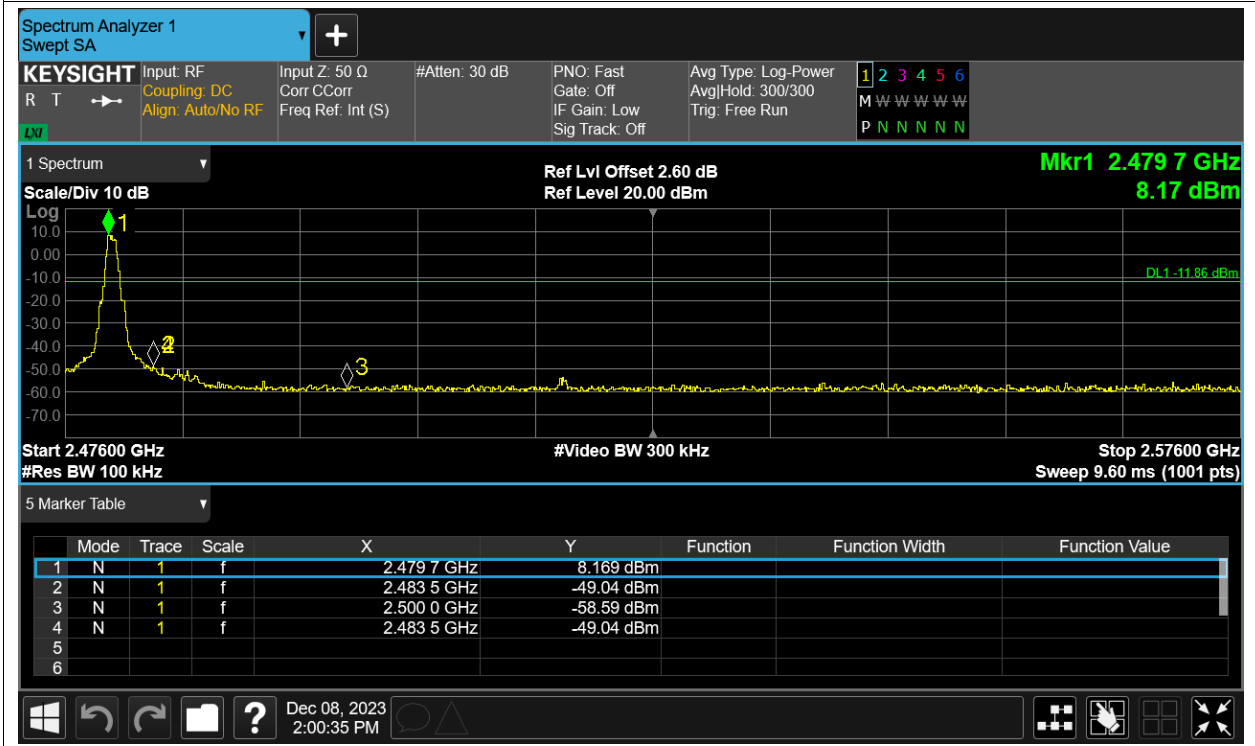 Spectrum Analyzer 1
Swept SA
+
KEYSIGHT Input: RF Input Z: 50 Ω #Atten: 30 dB PNO: Fast Avg Type: Log-Power 1 2 3 4 5 6
R T Coupling: DC Corr CCorr Gate: Off Avg|Hold: 300/300 M W W W W W
Align: Auto/No RF Freq Ref: Int (S) IF Gain: Low Trig: Free Run
LXI Sig Track: Off P N N N N N
1 Spectrum Ref Lvl Offset 2.60 dB Mkr1 2.479 7 GHz
Scale/Div 10 dB Ref Level 20.00 dBm 8.17 dBm
Log
1
10.0
0.00
-10.0 DL1 -11.86 dBm
-20.0
-30.0
-40.0 2
-50.0 3
-60.0
-70.0
Start 2.47600 GHz #Video BW 300 kHz Stop 2.57600 GHz
#Res BW 100 kHz Sweep 9.60 ms (1001 pts)
5 Marker Table
Mode Trace Scale X Y Function Function Width Function Value
1 N 1 f 2.479 7 GHz 8.169 dBm
2 N 1 f 2.483 5 GHz -49.04 dBm
3 N 1 f 2.500 0 GHz -58.59 dBm
4 N 1 f 2.483 5 GHz -49.04 dBm
5
6
? Dec 08, 2023
2:00:35 PM